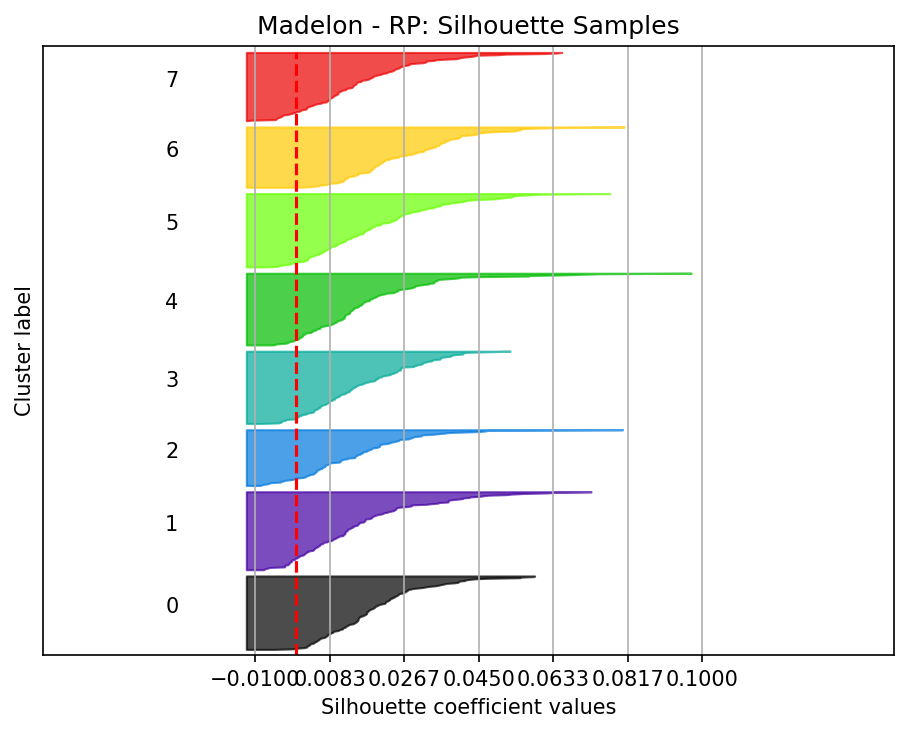 Madelon - RP: Silhouette Samples
7
6
5
4
3
2
1
0
Cluster label
−0.0100 0.0083 0.0267 0.0450 0.0633 0.0817 0.1000
Silhouette coefficient values